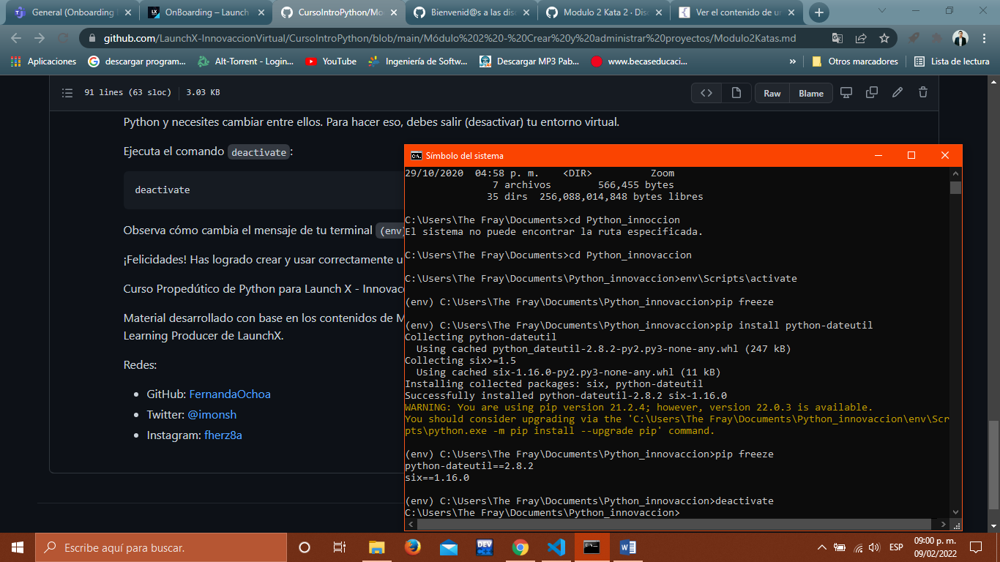 General (Onboarding
OnBoarding – Launch
CursoIntroPython/Mo
Bienvenid@s a las dis
Modulo 2 Kata 2 · Dis
Ver el contenido de u
github.com/LaunchX-InnovaccionVirtual/CursoIntroPython/blob/main/Módulo%202%20-%20Crear%20y%20administrar%20proyectos/Modulo2Katas.md
Aplicaciones
descargar program...
Alt-Torrent - Login...
YouTube
Ingeniería de Softw...
Descargar MP3 Pab...
www.becaseducaci...
»
Otros marcadores
Lista de lectura
91 lines (63 sloc)
3.03 KB
Raw
Blame
Python y necesites cambiar entre ellos. Para hacer eso, debes salir (desactivar) tu entorno virtual.
Ejecuta el comando deactivate:
deactivate
Observa cómo cambia el mensaje de tu terminal (env)
¡Felicidades! Has logrado crear y usar correctamente u
Curso Propedútico de Python para Launch X - Innovacc
Material desarrollado con base en los contenidos de M
Learning Producer de LaunchX.
Redes:
GitHub: FernandaOchoa
Twitter: @imonsh
Instagram: fherz8a
Símbolo del sistema
29/10/2020  04:58 p. m.    <DIR>          Zoom
7 archivos        566,455 bytes
35 dirs  256,088,014,848 bytes libres
C:\Users\The Fray\Documents>cd Python_innoccion
El sistema no puede encontrar la ruta especificada.
C:\Users\The Fray\Documents>cd Python_innovaccion
C:\Users\The Fray\Documents\Python_innovaccion>env\Scripts\activate
(env) C:\Users\The Fray\Documents\Python_innovaccion>pip freeze
(env) C:\Users\The Fray\Documents\Python_innovaccion>pip install python-dateutil
Collecting python-dateutil
Using cached python_dateutil-2.8.2-py2.py3-none-any.whl (247 kB)
Collecting six>=1.5
Using cached six-1.16.0-py2.py3-none-any.whl (11 kB)
Installing collected packages: six, python-dateutil
Successfully installed python-dateutil-2.8.2 six-1.16.0
WARNING: You are using pip version 21.2.4; however, version 22.0.3 is available.
You should consider upgrading via the 'C:\Users\The Fray\Documents\Python_innovaccion\env\Scr
pts\python.exe -m pip install --upgrade pip' command.
(env) C:\Users\The Fray\Documents\Python_innovaccion>pip freeze
python-dateutil==2.8.2
six==1.16.0
(env) C:\Users\The Fray\Documents\Python_innovaccion>deactivate
C:\Users\The Fray\Documents\Python_innovaccion>
Escribe aquí para buscar.
DEV
ESP
09:00 p. m.
09/02/2022